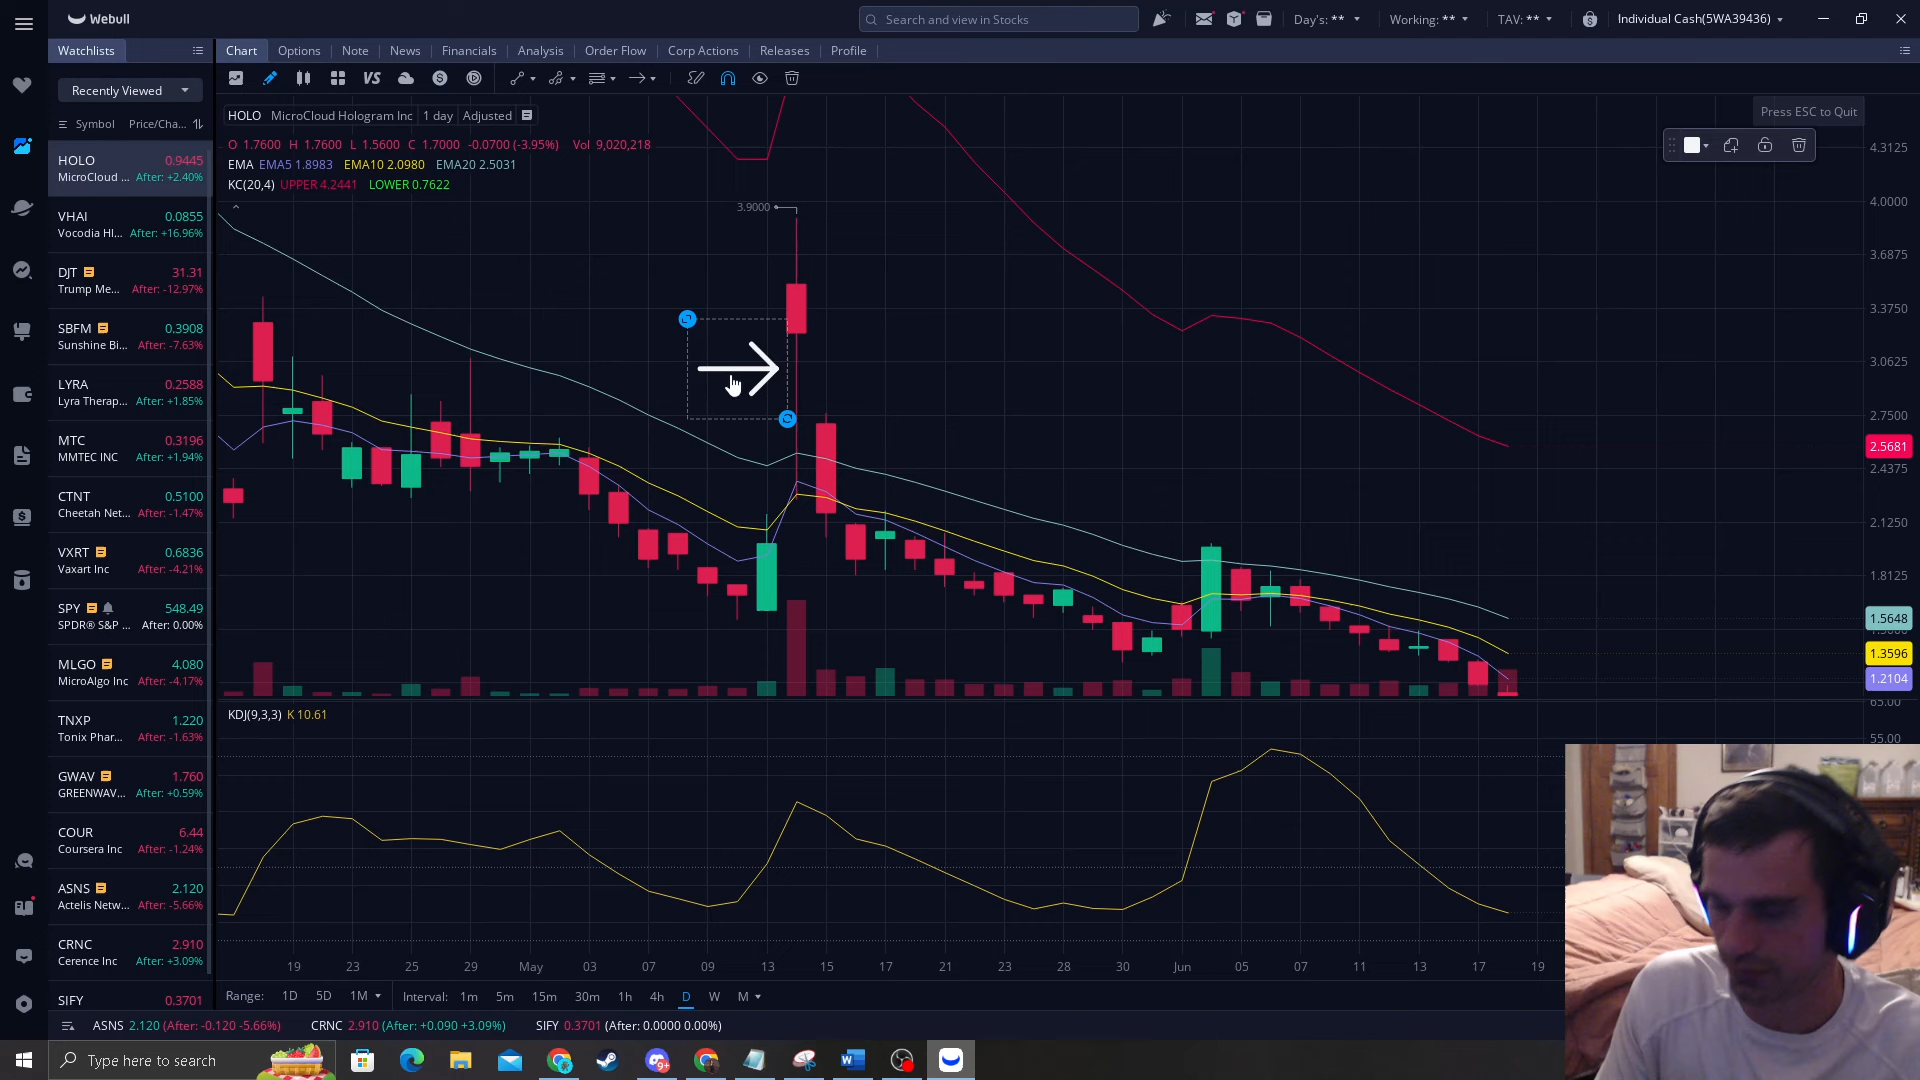 Webull
Search and view in Stocks
Day's: **
Working: **
TAV: **
Individual Cash(5WA39436)
Watchlists
Chart Options Note News Financials Analysis Order Flow Corp Actions Releases Profile
Recently Viewed
VS
Symbol Price/Cha...
HOLO 0.9445
MicroCloud ... After: +2.40%
VHAI 0.0855
Vocodia Hl... After: +16.96%
DJT 31.31
Trump Me... After: -12.97%
SBFM 0.3908
Sunshine Bi... After: -7.63%
LYRA 0.2588
Lyra Therap... After: +1.85%
MTC 0.3196
MMTEC INC After: +1.94%
CTNT 0.5100
Cheetah Net... After: -1.47%
VXRT 0.6836
Vaxart Inc After: -4.21%
SPY 548.49
SPDR® S&P ... After: 0.00%
MLGO 4.080
MicroAlgo Inc After: -4.17%
TNXP 1.220
Tonix Phar... After: -1.63%
GWAV 1.760
GREENWAV... After: +0.59%
COUR 6.44
Coursera Inc After: -1.24%
ASNS 2.120
Actelis Netw... After: -5.66%
CRNC 2.910
Cerence Inc After: +3.09%
SIFY 0.3701
HOLO MicroCloud Hologram Inc 1 day Adjusted
O 1.7600 H 1.7600 L 1.5600 C 1.7000 -0.0700 (-3.95%) Vol 9,020,218
EMA EMA5 1.8983 EMA10 2.0980 EMA20 2.5031
KC(20,4) UPPER 4.2441 LOWER 0.7622
3.9000
Press ESC to Quit
4.3125
4.0000
3.6875
3.3750
3.0625
2.7500
2.5681
2.4375
2.1250
1.8125
1.5648
1.3596
1.2104
65.00
55.00
KDJ(9,3,3) K 10.61
19 23 25 29 May 03 07 09 13 15 17 21 23 28 30 Jun 05 07 11 13 17 19
Range: 1D 5D 1M Interval: 1m 5m 15m 30m 1h 4h D W M
ASNS 2.120 (After: -0.120 -5.66%) CRNC 2.910 (After: +0.090 +3.09%) SIFY 0.3701 (After: 0.0000 0.00%)
Type here to search
9+